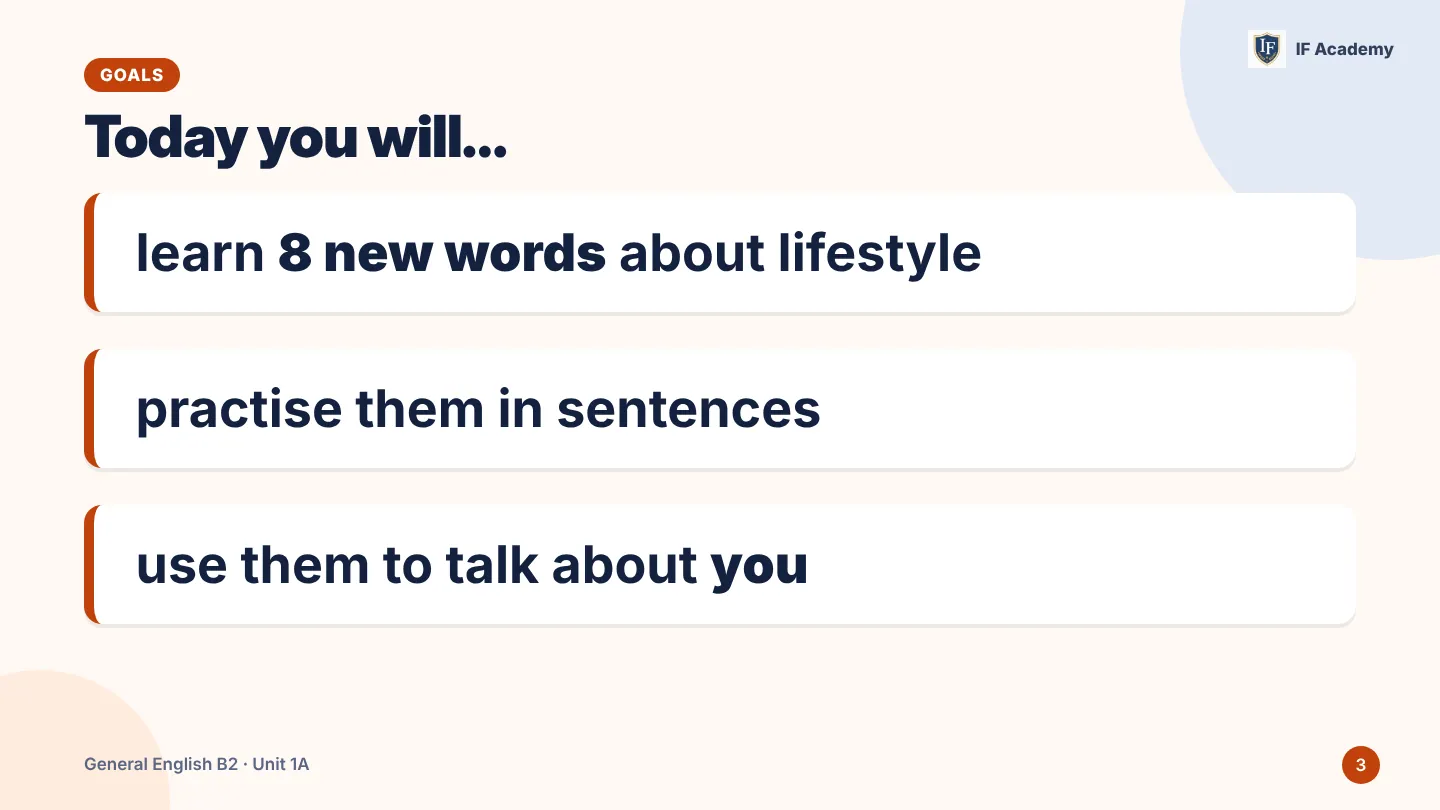 IF
IF Academy
GOALS
Today you will...
learn 8 new words about lifestyle
practise them in sentences
use them to talk about you
General English B2 · Unit 1A
3